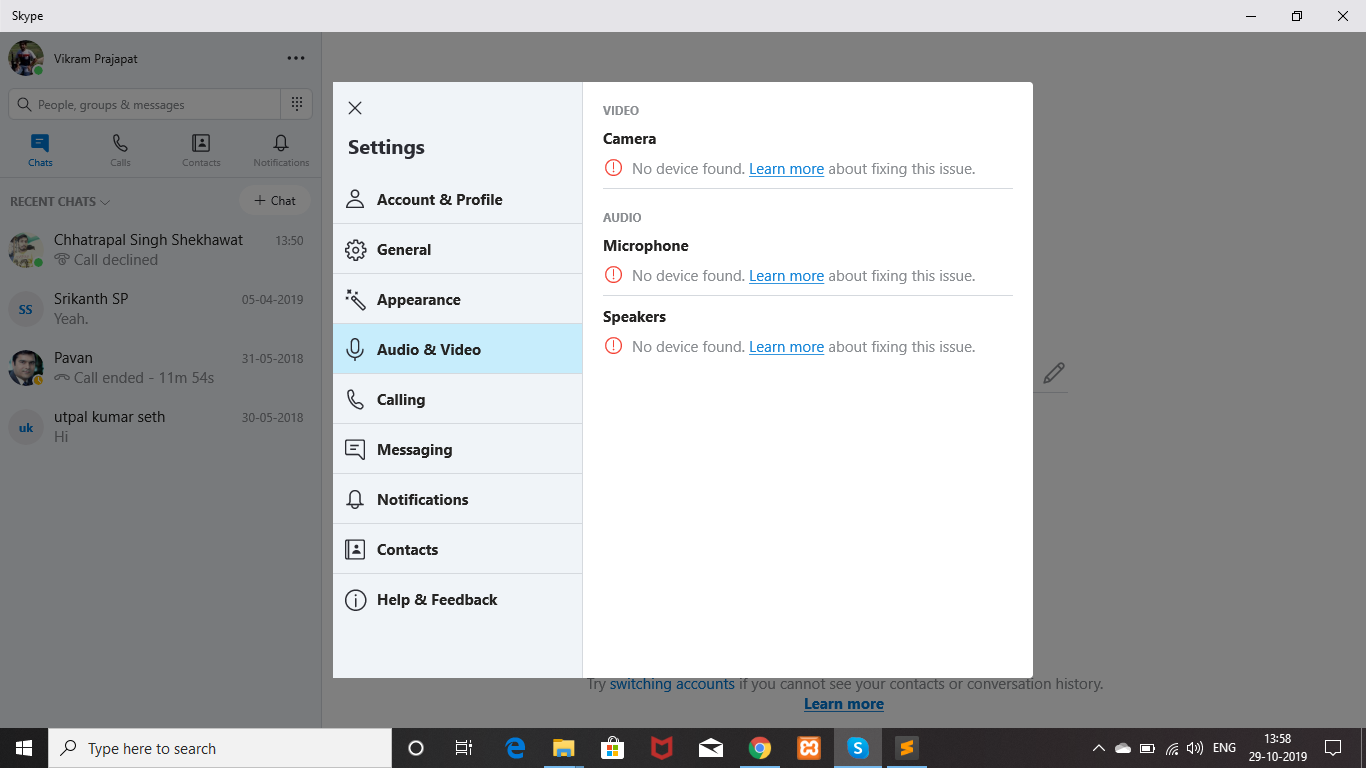 Skype
Vikram Prajapat
People, groups & messages
Chats
Calls
Contacts
Notifications
RECENT CHATS
+ Chat
Chhatrapal Singh Shekhawat 13:50
Call declined
SS
Srikanth SP 05-04-2019
Yeah.
Pavan 31-05-2018
Call ended - 11m 54s
uk
utpal kumar seth 30-05-2018
Hi
Settings
Account & Profile
General
Appearance
Audio & Video
Calling
Messaging
Notifications
Contacts
Help & Feedback
VIDEO
Camera
No device found. Learn more about fixing this issue.
AUDIO
Microphone
No device found. Learn more about fixing this issue.
Speakers
No device found. Learn more about fixing this issue.
Try switching accounts if you cannot see your contacts or conversation history.
Learn more
Type here to search
ENG
13:58
29-10-2019